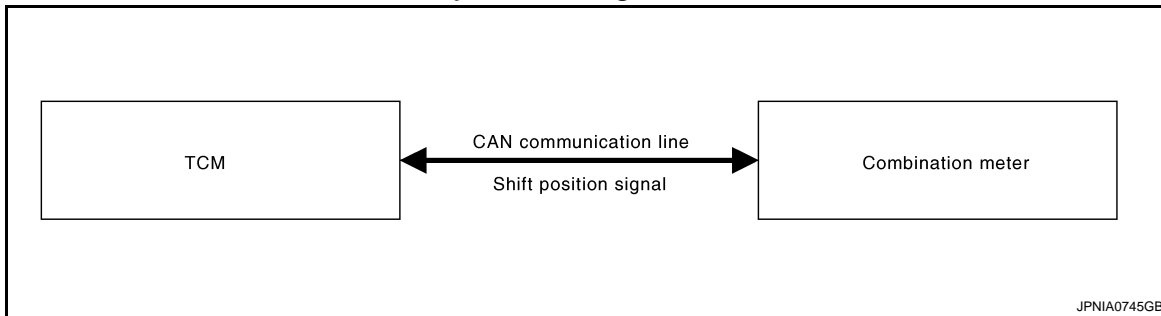 TCM
CAN communication line
Shift position signal
Combination meter
JPNIA0745GB